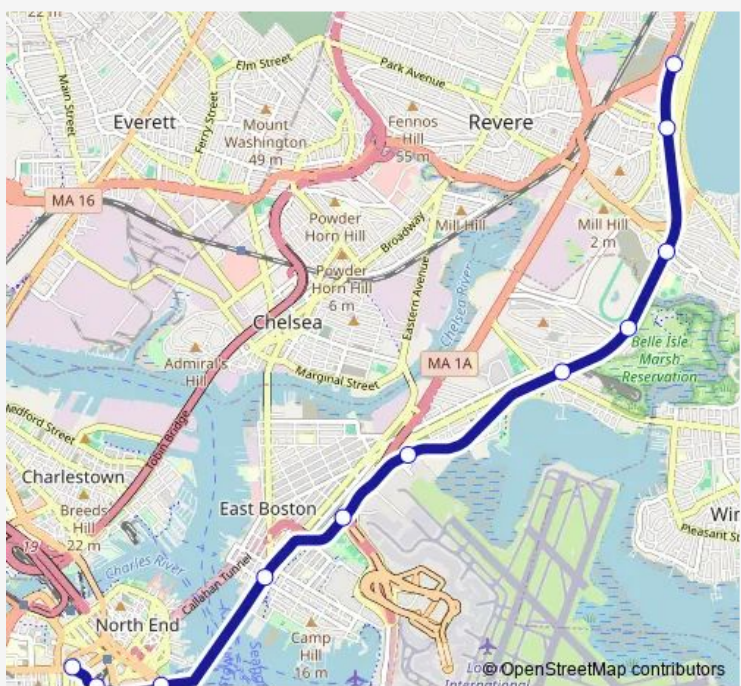 Elm Street
Park Avenue
Main Street
Ferry Street
Everett
Mount
Washington
49 m
Fennos
Hill
55 m
Revere
MA 16
Powder
Horn Hill
Broadway
Mill Hill
Mill Hill
2 m
Powder
Horn Hill
6 m
Eastern Avenue
Chelsea River
Chelsea
Belle Isle
Marsh
Reservation
Admiral's
Hill
Marginal Street
MA 1A
Tobin Bridge
Charlestown
Breeds
Hill
22 m
19
East Boston
Pleasant
Charles River
Callahan Tunnel
North End
Camp
Hill
16 m
© OpenStreetMap contributors